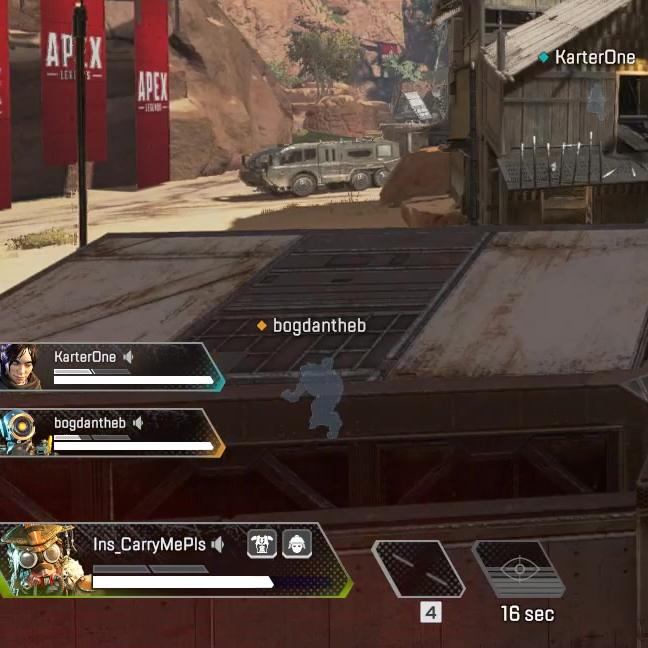 APEX
LEGENDS
APEX
LEGENDS
KarterOne
bogdantheb
KarterOne
bogdantheb
Ins_CarryMePls
4
16 sec